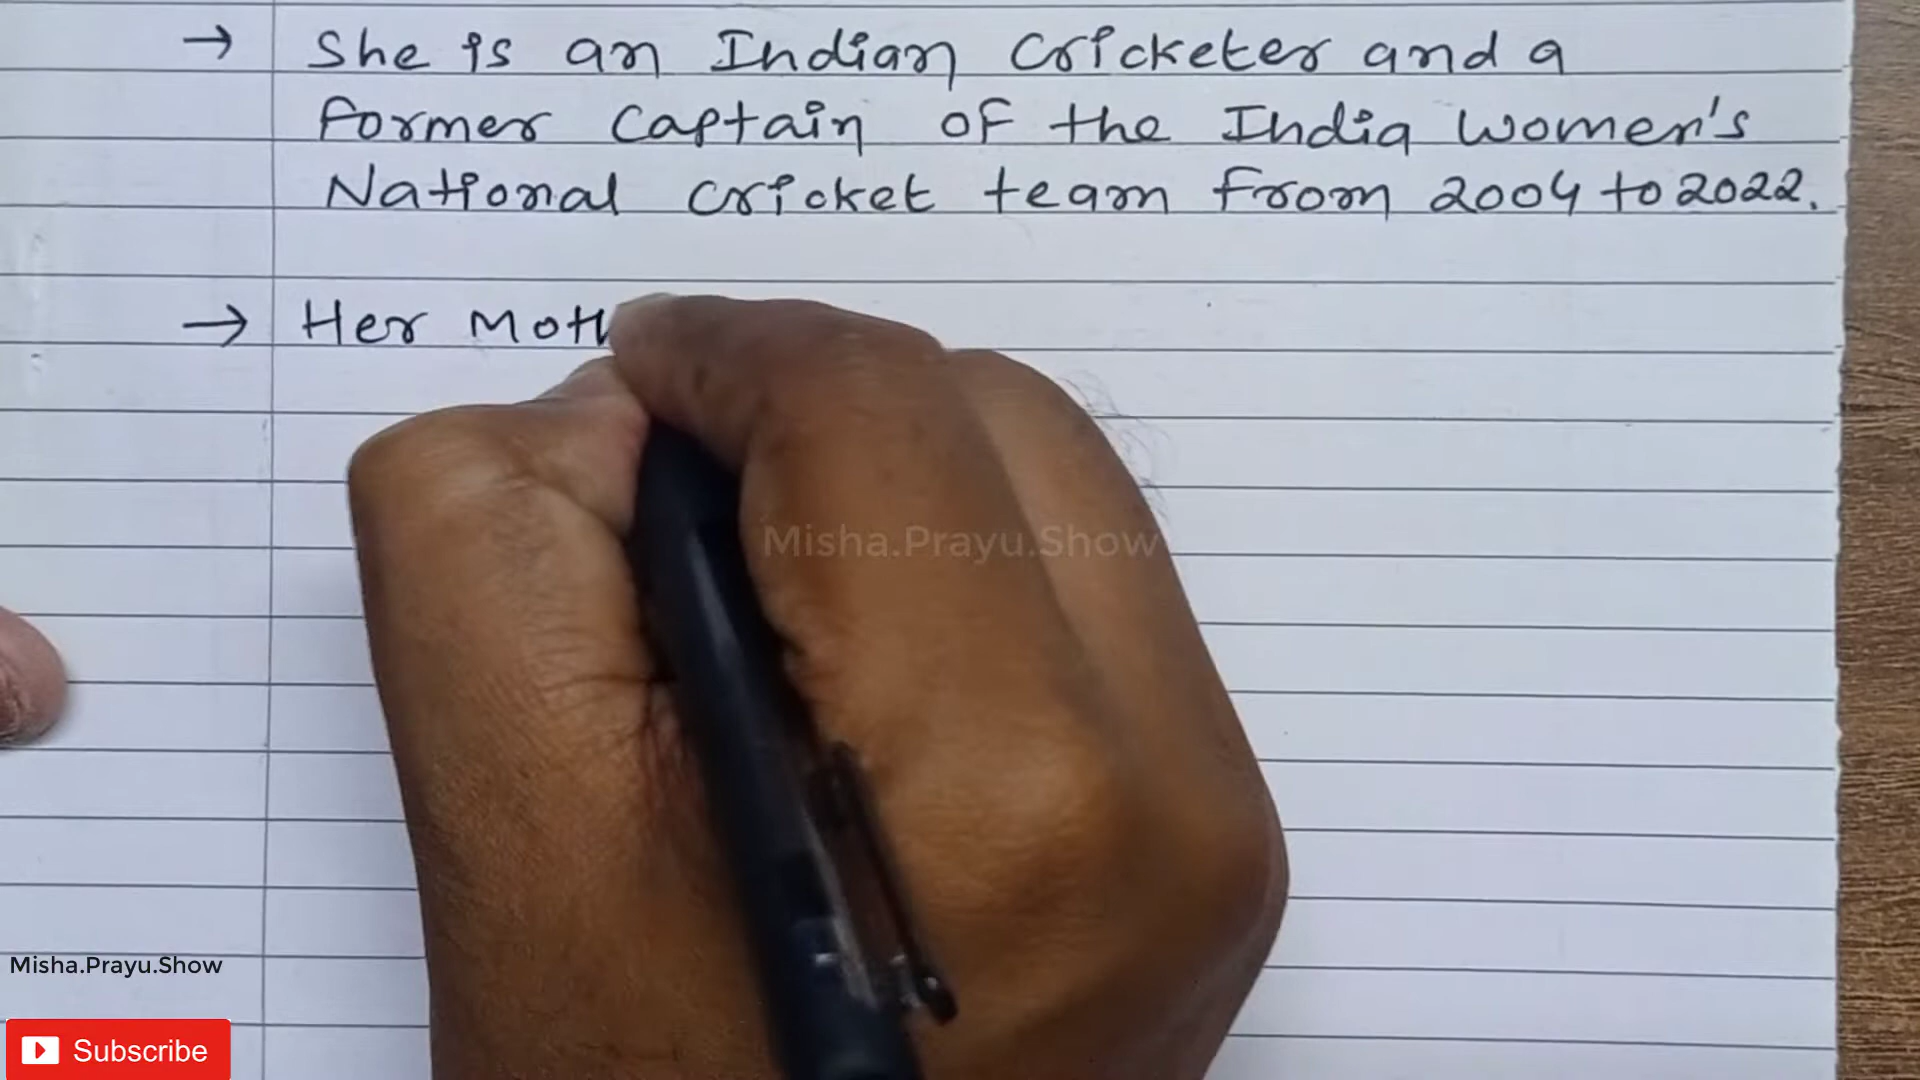 → She is an Indian cricketer and a
former captain of the India women's
National cricket team from 2004 to 2022.
→ Her Moth
Misha.Prayu.Show
Misha.Prayu.Show
Subscribe